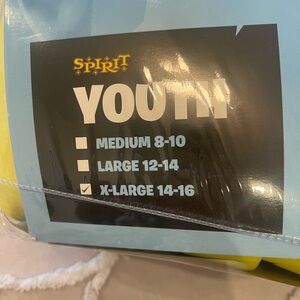 SPIRIT
YOUTH
MEDIUM 8-10
LARGE 12-14
X-LARGE 14-16